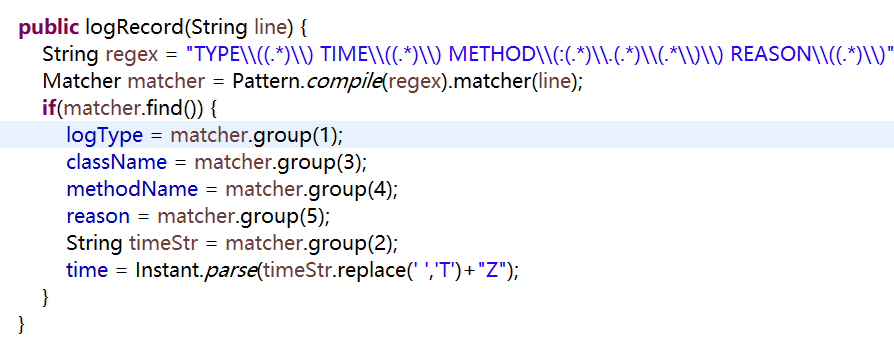 public logRecord(String line) {
String regex = "TYPE\\((.*)\\) TIME\\((.*)\\) METHOD\\(:(.*)\\.(.*)\\(.*\\)\\) REASON\\((.*)\\)"
Matcher matcher = Pattern.compile(regex).matcher(line);
if(matcher.find()) {
logType = matcher.group(1);
className = matcher.group(3);
methodName = matcher.group(4);
reason = matcher.group(5);
String timeStr = matcher.group(2);
time = Instant.parse(timeStr.replace(' ','T')+"Z");
}
}